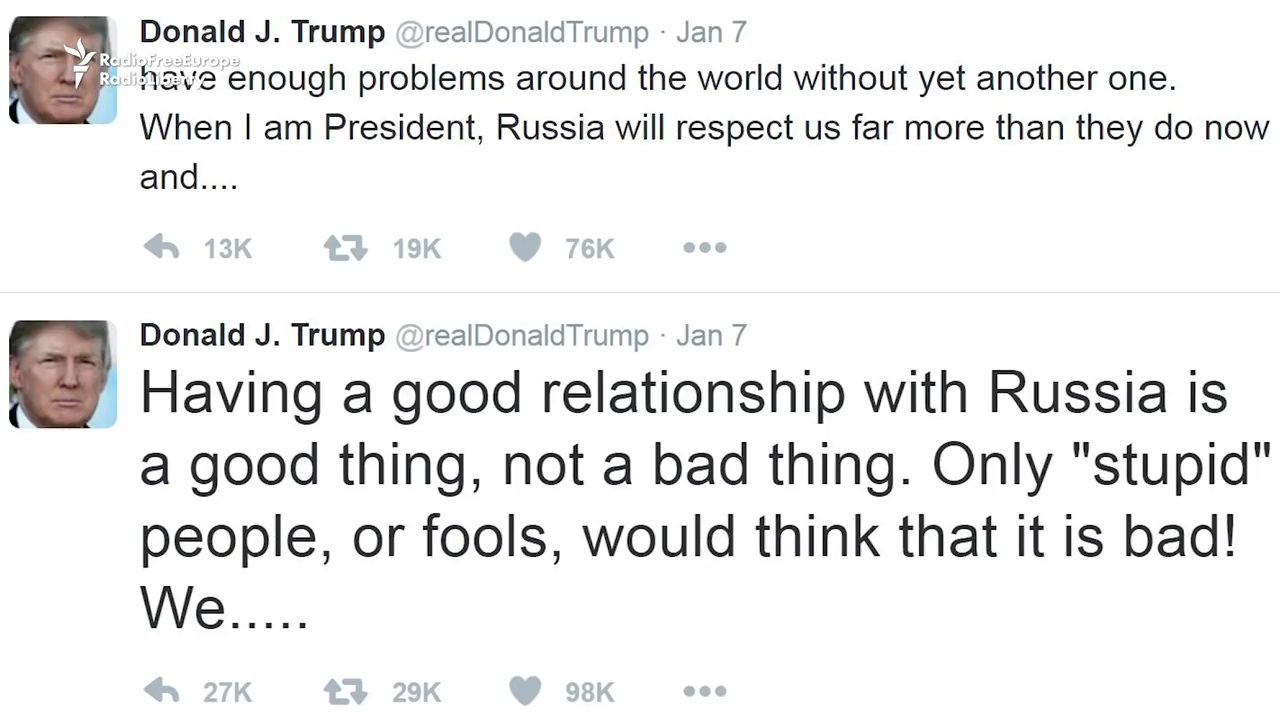 Donald J. Trump @realDonaldTrump · Jan 7
RadioFreeEurope
RadioLiberty
have enough problems around the world without yet another one.
When I am President, Russia will respect us far more than they do now
and....
13K 19K 76K
Donald J. Trump @realDonaldTrump · Jan 7
Having a good relationship with Russia is
a good thing, not a bad thing. Only "stupid"
people, or fools, would think that it is bad!
We.....
27K 29K 98K